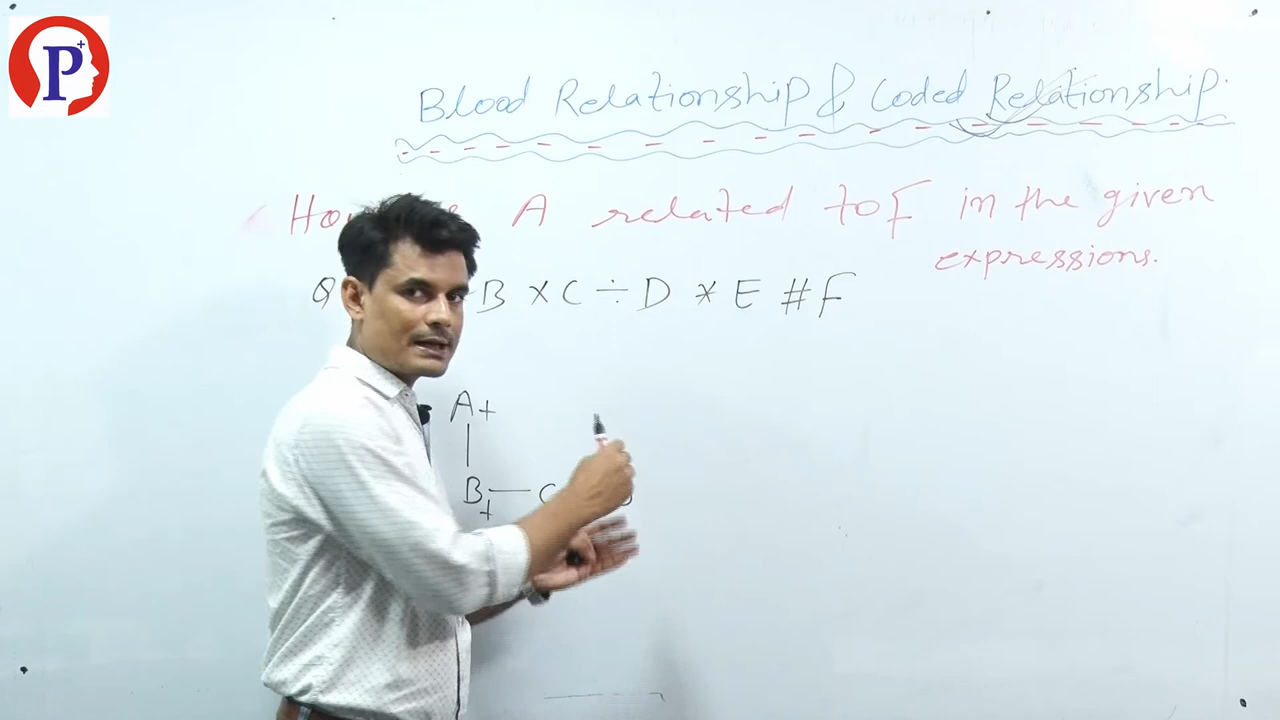 P+
Blood Relationship & Coded Relationship.
A related to F in the given
expressions.
Q B × C ÷ D * E # F
A+
B — C
+